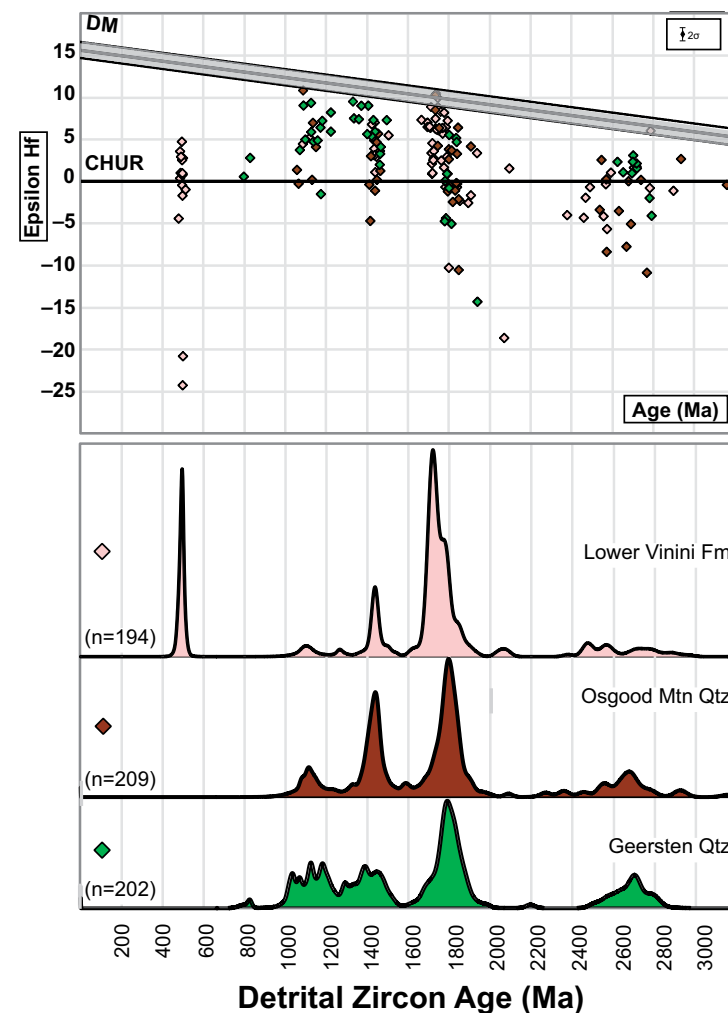 DM
2σ
15
10
5
CHUR
0
−5
−10
−15
−20
−25
Epsilon Hf
Age (Ma)
Lower Vinini Fm
(n=194)
Osgood Mtn Qtz
(n=209)
Geersten Qtz
(n=202)
200 400 600 800 1000 1200 1400 1600 1800 2000 2200 2400 2600 2800 3000
Detrital Zircon Age (Ma)